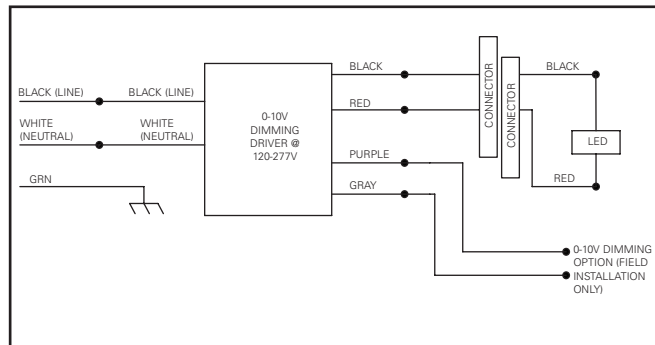 BLACK (LINE)
BLACK (LINE)
WHITE
(NEUTRAL)
WHITE
(NEUTRAL)
GRN
0-10V
DIMMING
DRIVER @
120-277V
BLACK
RED
PURPLE
GRAY
CONNECTOR
CONNECTOR
BLACK
LED
RED
0-10V DIMMING
OPTION (FIELD
INSTALLATION
ONLY)